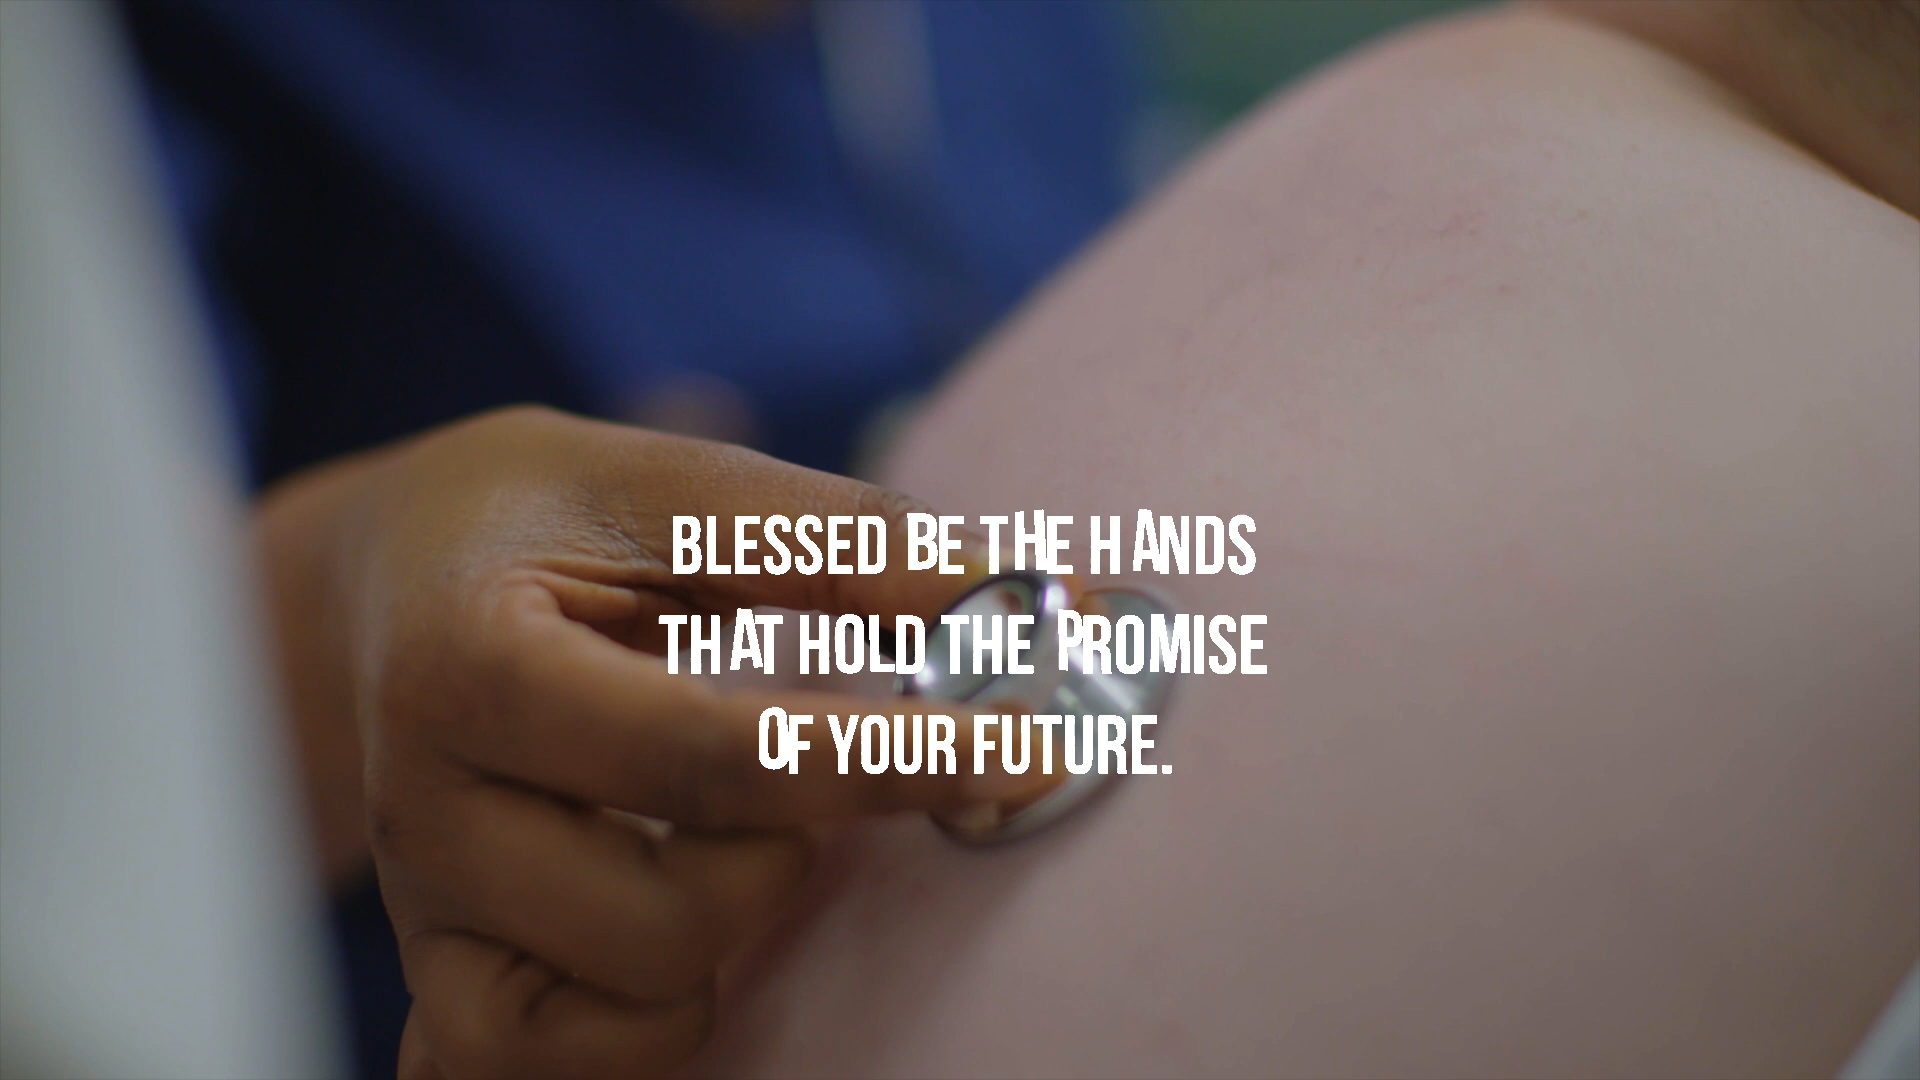 BLESSED BE THE HANDS
THAT HOLD THE PROMISE
OF YOUR FUTURE.